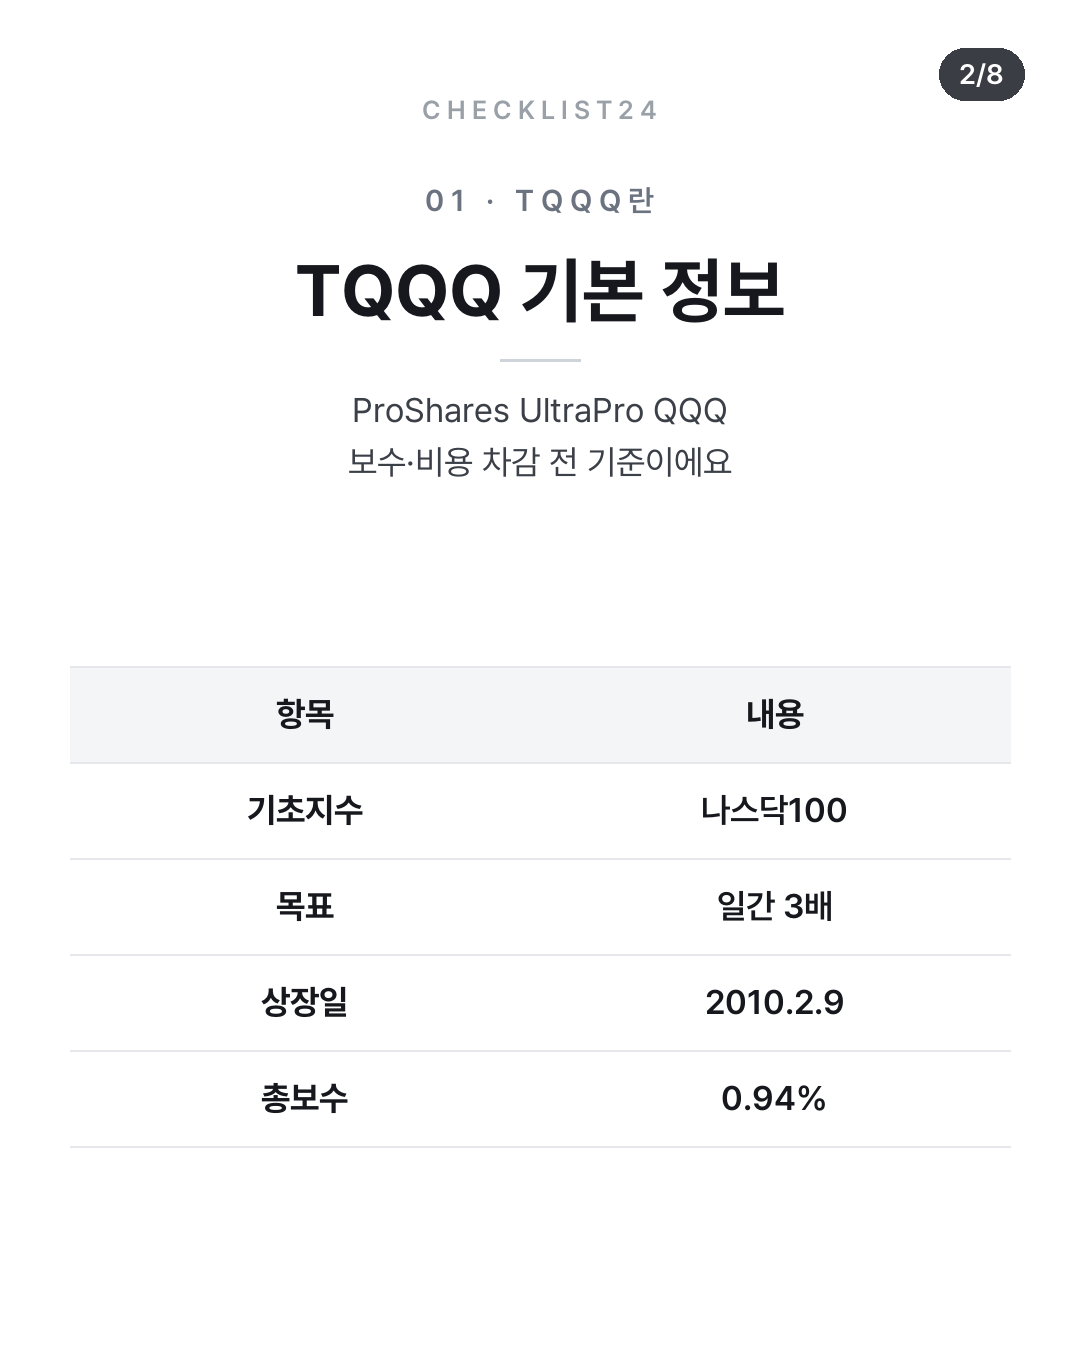 2/8
CHECKLIST24
01 · TQQQ란
TQQQ 기본 정보
ProShares UltraPro QQQ
보수·비용 차감 전 기준이에요
항목 내용
기초지수 나스닥100
목표 일간 3배
상장일 2010.2.9
총보수 0.94%